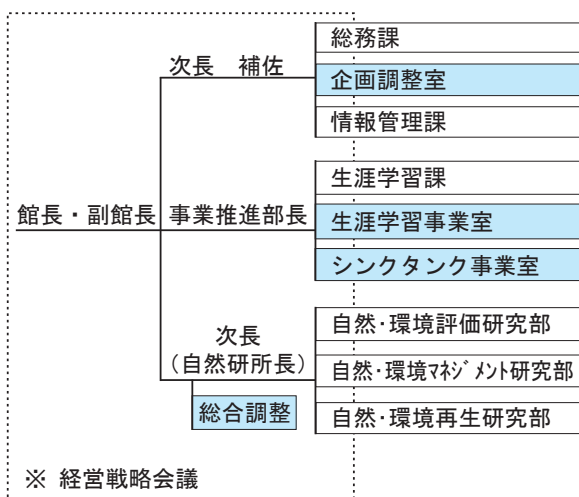 総務課
次長　補佐
企画調整室
情報管理課
生涯学習課
館長・副館長
事業推進部長
生涯学習事業室
シンクタンク事業室
次長
（自然研所長）
自然・環境評価研究部
自然・環境ﾏﾈｼﾞﾒﾝﾄ研究部
自然・環境再生研究部
総合調整
※ 経営戦略会議